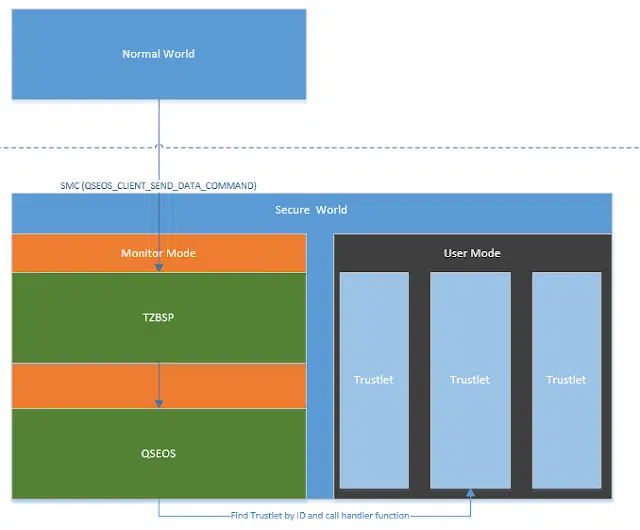 Normal World
SMC (QSEOS_CLIENT_SEND_DATA_COMMAND)
Secure World
Monitor Mode
User Mode
TZBSP
Trustlet
Trustlet
Trustlet
QSEOS
Find Trustlet by ID and call handler function